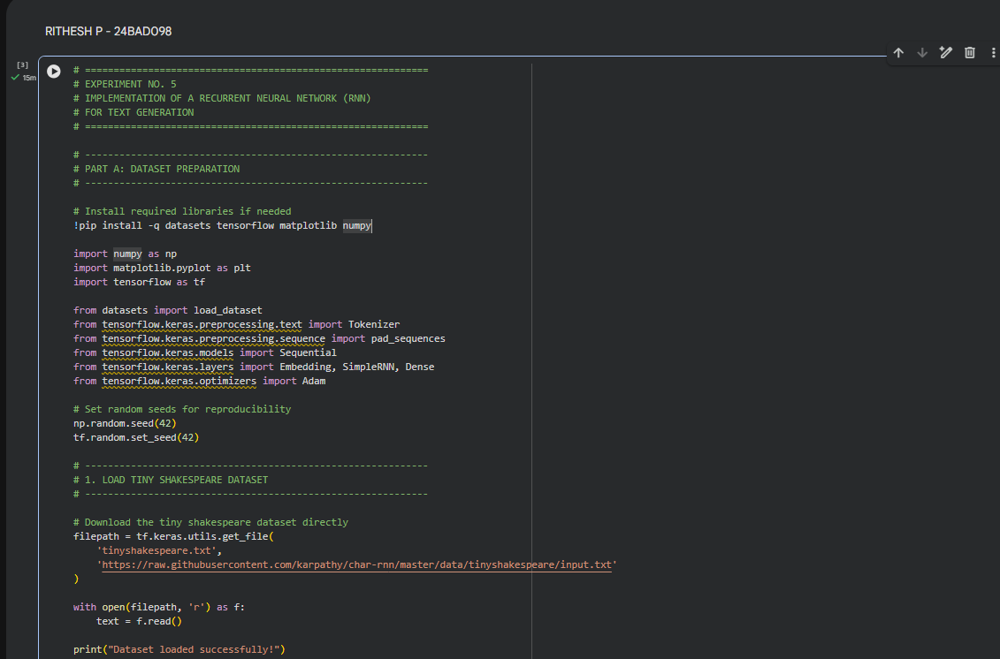 RITHESH P - 24BAD098
[3]
15m
# ============================================================
# EXPERIMENT NO. 5
# IMPLEMENTATION OF A RECURRENT NEURAL NETWORK (RNN)
# FOR TEXT GENERATION
# ============================================================
# ------------------------------------------------------------
# PART A: DATASET PREPARATION
# ------------------------------------------------------------
# Install required libraries if needed
!pip install -q datasets tensorflow matplotlib numpy
import numpy as np
import matplotlib.pyplot as plt
import tensorflow as tf
from datasets import load_dataset
from tensorflow.keras.preprocessing.text import Tokenizer
from tensorflow.keras.preprocessing.sequence import pad_sequences
from tensorflow.keras.models import Sequential
from tensorflow.keras.layers import Embedding, SimpleRNN, Dense
from tensorflow.keras.optimizers import Adam
# Set random seeds for reproducibility
np.random.seed(42)
tf.random.set_seed(42)
# ------------------------------------------------------------
# 1. LOAD TINY SHAKESPEARE DATASET
# ------------------------------------------------------------
# Download the tiny shakespeare dataset directly
filepath = tf.keras.utils.get_file(
    'tinyshakespeare.txt',
    'https://raw.githubusercontent.com/karpathy/char-rnn/master/data/tinyshakespeare/input.txt'
)
with open(filepath, 'r') as f:
    text = f.read()
print("Dataset loaded successfully!")